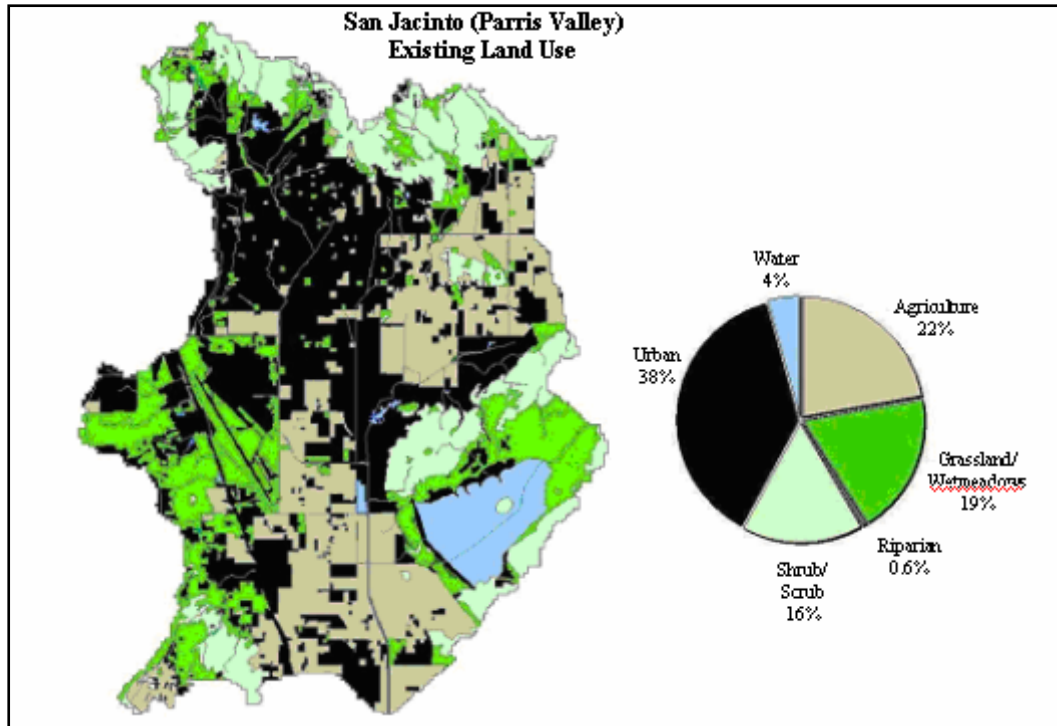 San Jacinto (Parris Valley)
Existing Land Use
Water
4%
Agriculture
22%
Urban
38%
Grassland/
Wetmeadows
19%
Riparian
0.6%
Shrub/
Scrub
16%